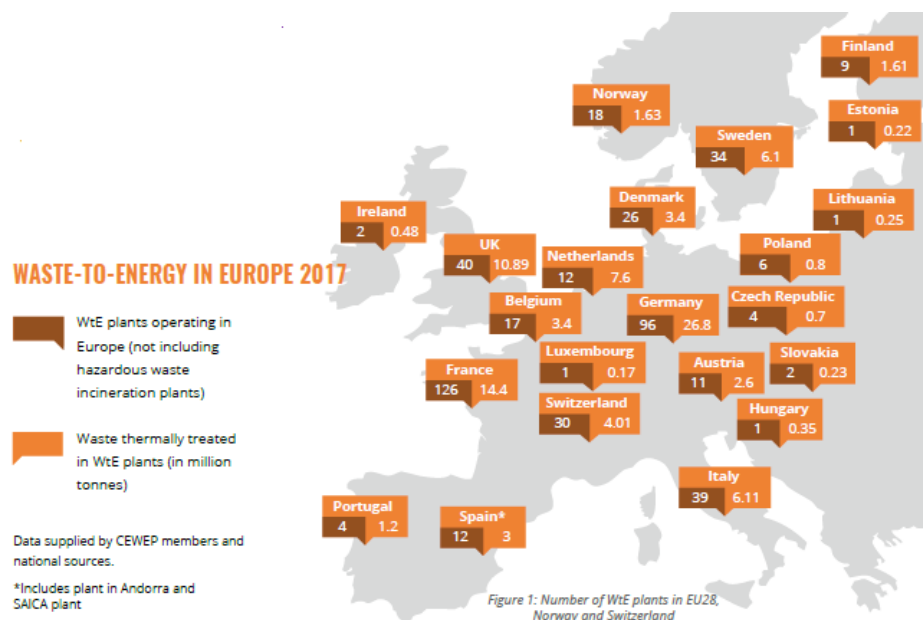 Finland
9 1.61
Norway
18 1.63
Estonia
1 0.22
Sweden
34 6.1
Denmark
26 3.4
Lithuania
1 0.25
Ireland
2 0.48
UK
40 10.89
Netherlands
12 7.6
Poland
6 0.8
WASTE-TO-ENERGY IN EUROPE 2017
Belgium
17 3.4
Germany
96 26.8
Czech Republic
4 0.7
WtE plants operating in
Europe (not including
hazardous waste
incineration plants)
Luxembourg
1 0.17
Austria
11 2.6
Slovakia
2 0.23
France
126 14.4
Switzerland
30 4.01
Hungary
1 0.35
Waste thermally treated
in WtE plants (in million
tonnes)
Italy
39 6.11
Portugal
4 1.2
Spain*
12 3
Data supplied by CEWEP members and
national sources.
*Includes plant in Andorra and
SAICA plant
Figure 1: Number of WtE plants in EU28,
Norway and Switzerland